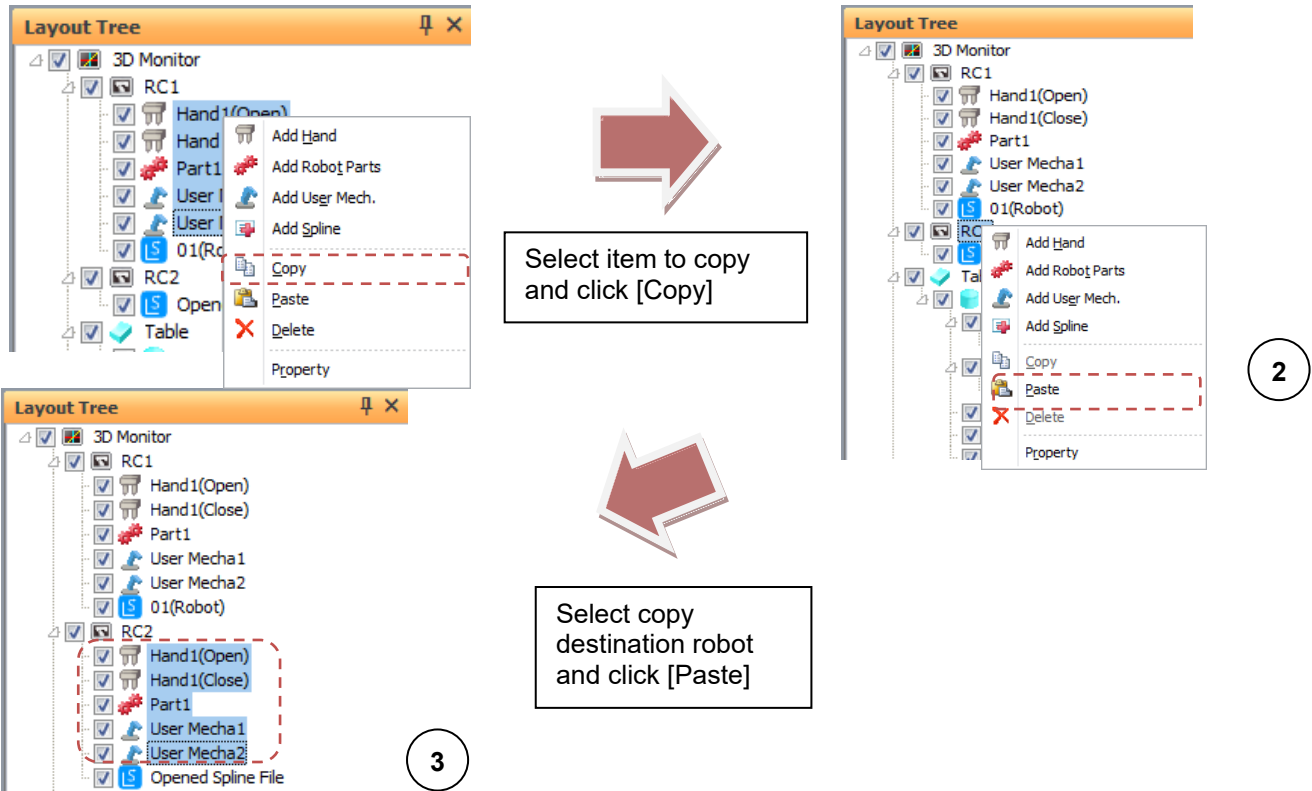 Layout Tree
3D Monitor
RC1
Hand1(Open)
Hand
Part1
User
User
01(Ro
RC2
Open
Table
Add Hand
Add Robot Parts
Add User Mech.
Add Spline
Copy
Paste
Delete
Property
Select item to copy
and click [Copy]
Layout Tree
3D Monitor
RC1
Hand1(Open)
Hand1(Close)
Part1
User Mecha1
User Mecha2
01(Robot)
RC
Tal
Add Hand
Add Robot Parts
Add User Mech.
Add Spline
Copy
Paste
Delete
Property
2
Layout Tree
3D Monitor
RC1
Hand1(Open)
Hand1(Close)
Part1
User Mecha1
User Mecha2
01(Robot)
RC2
Hand1(Open)
Hand1(Close)
Part1
User Mecha1
User Mecha2
Opened Spline File
3
Select copy
destination robot
and click [Paste]